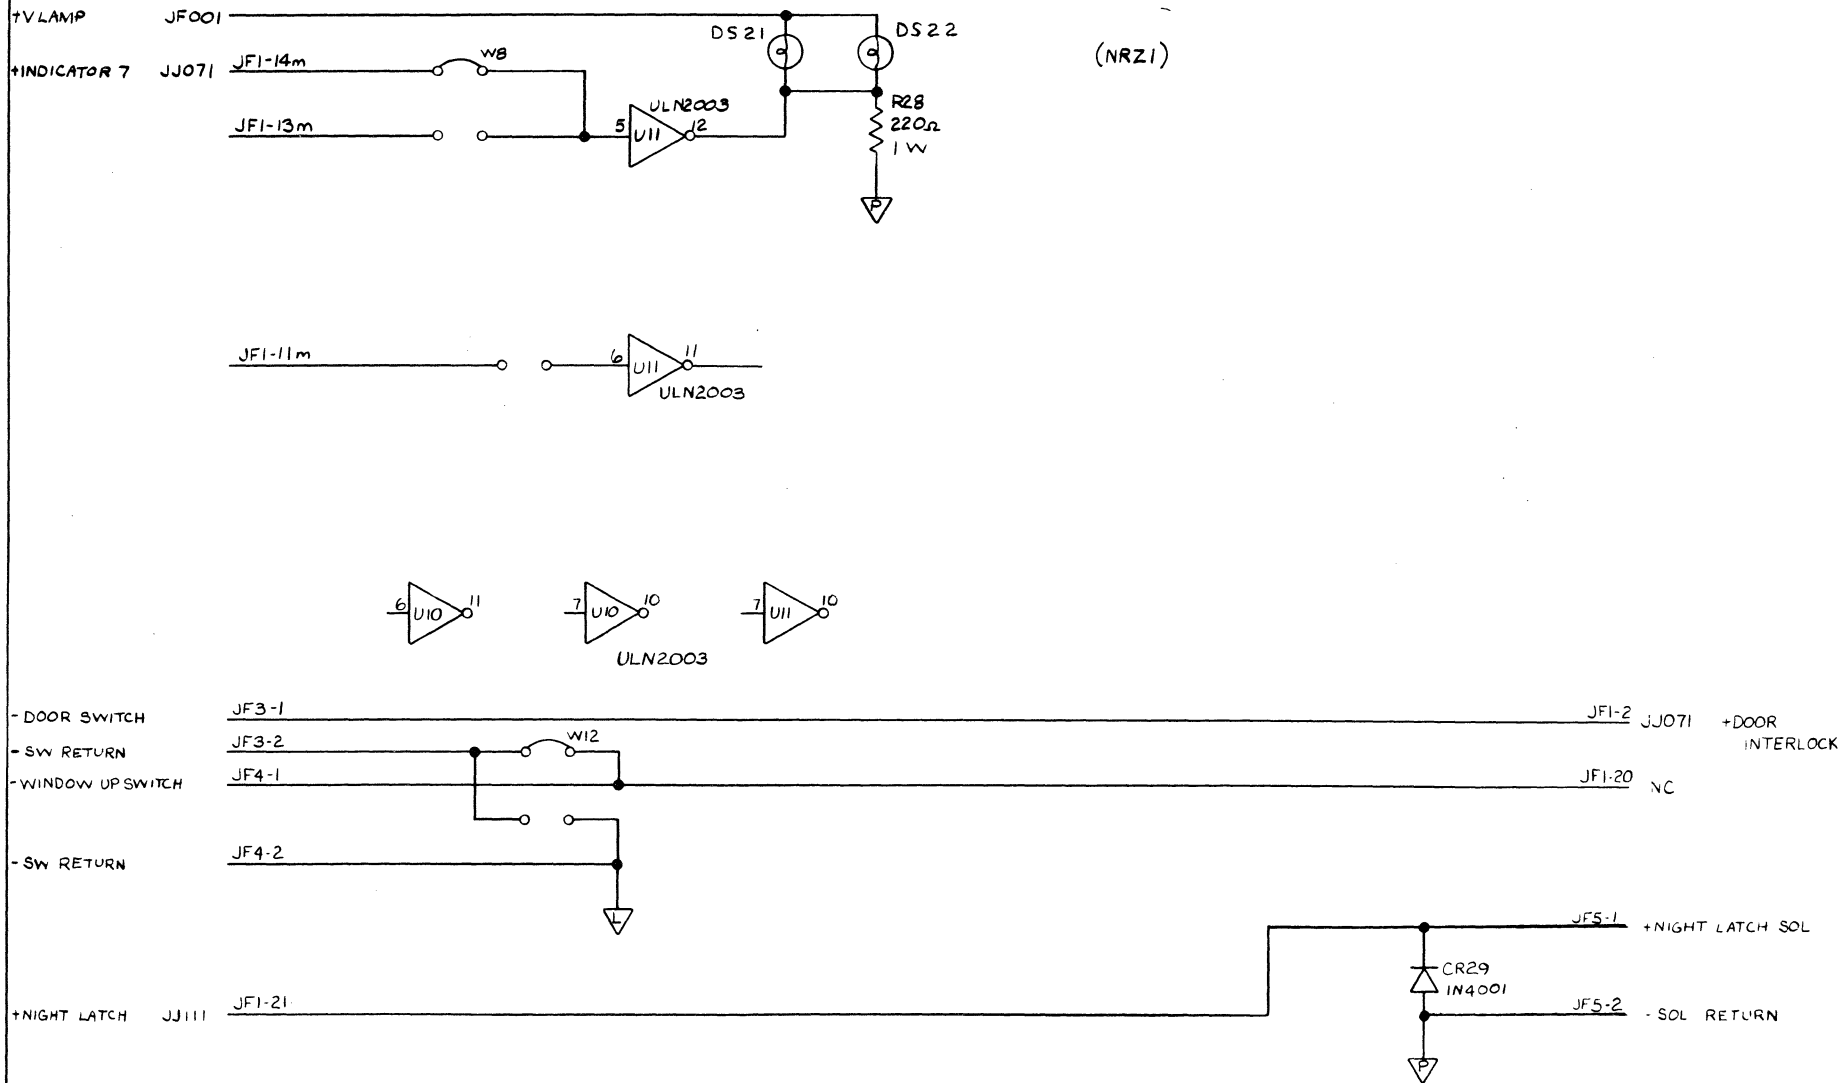 +VLAMP JF001
DS21 DS22
(NRZ1)
+INDICATOR 7 JJ071 JF1-14m W8
ULN2003
R28
220Ω
1W
JF1-13m 5 U11 12
P
JF1-11m 6 U11 11
ULN2003
6 U10 11 7 U10 10 7 U11 10
ULN2003
-DOOR SWITCH JF3-1 JF1-2 JJ071 +DOOR
INTERLOCK
-SW RETURN JF3-2 W12
-WINDOW UP SWITCH JF4-1 JF1-20 NC
-SW RETURN JF4-2
L
JF5-1 +NIGHT LATCH SOL
CR29
1N4001
+NIGHT LATCH JJ111 JF1-21 JF5-2 -SOL RETURN
P